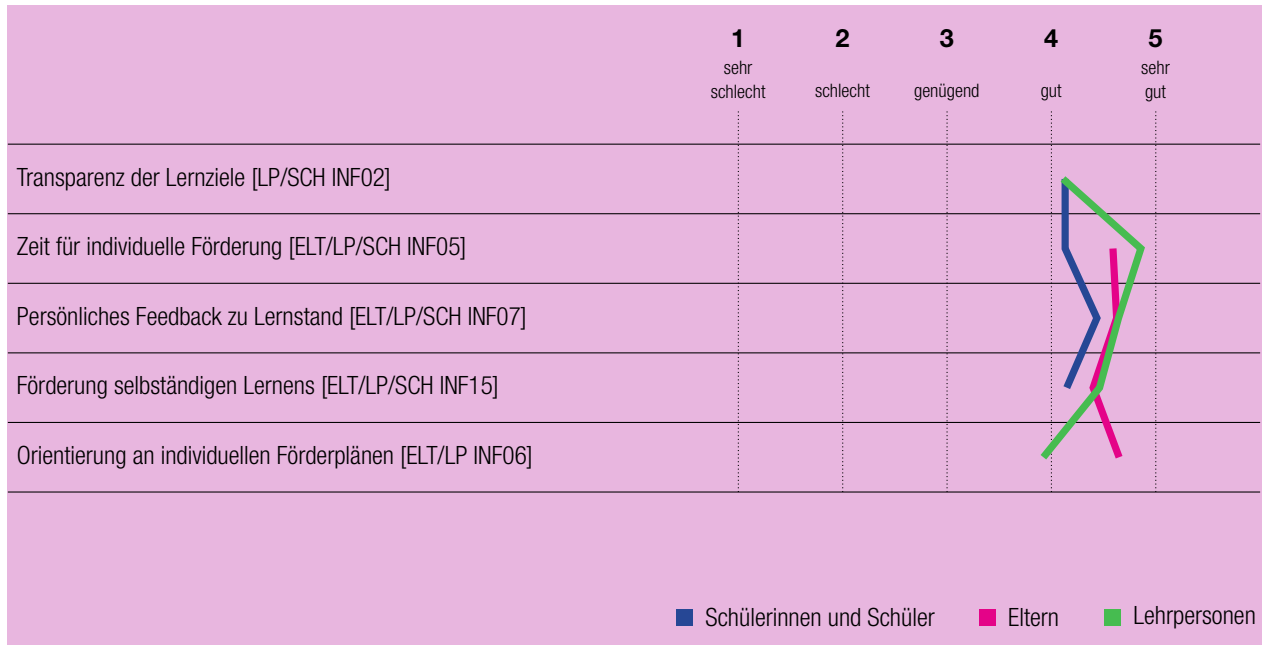 1 2 3 4 5
sehr sehr
schlecht schlecht genügend gut gut
Transparenz der Lernziele [LP/SCH INF02]
Zeit für individuelle Förderung [ELT/LP/SCH INF05]
Persönliches Feedback zu Lernstand [ELT/LP/SCH INF07]
Förderung selbständigen Lernens [ELT/LP/SCH INF15]
Orientierung an individuellen Förderplänen [ELT/LP INF06]
Schülerinnen und Schüler Eltern Lehrpersonen